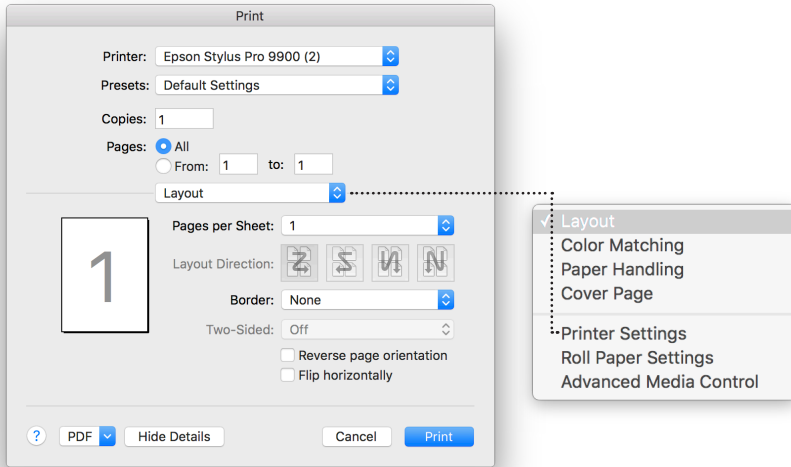 Print
Printer: Epson Stylus Pro 9900 (2)
Presets: Default Settings
Copies: 1
Pages: All
From: 1 to: 1
Layout
1
Pages per Sheet: 1
Layout Direction:
Border: None
Two-Sided: Off
Reverse page orientation
Flip horizontally
? PDF Hide Details Cancel Print
✓ Layout
Color Matching
Paper Handling
Cover Page
Printer Settings
Roll Paper Settings
Advanced Media Control